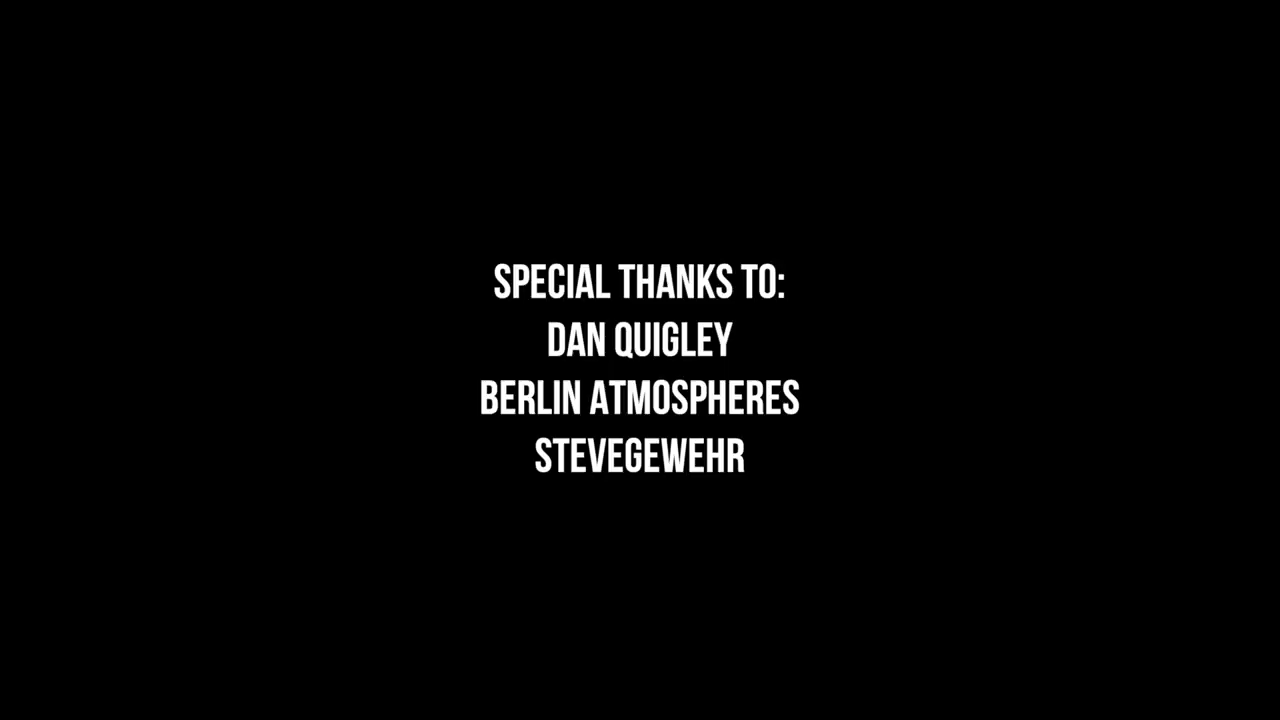 SPECIAL THANKS TO:
DAN QUIGLEY
BERLIN ATMOSPHERES
STEVEGEWEHR